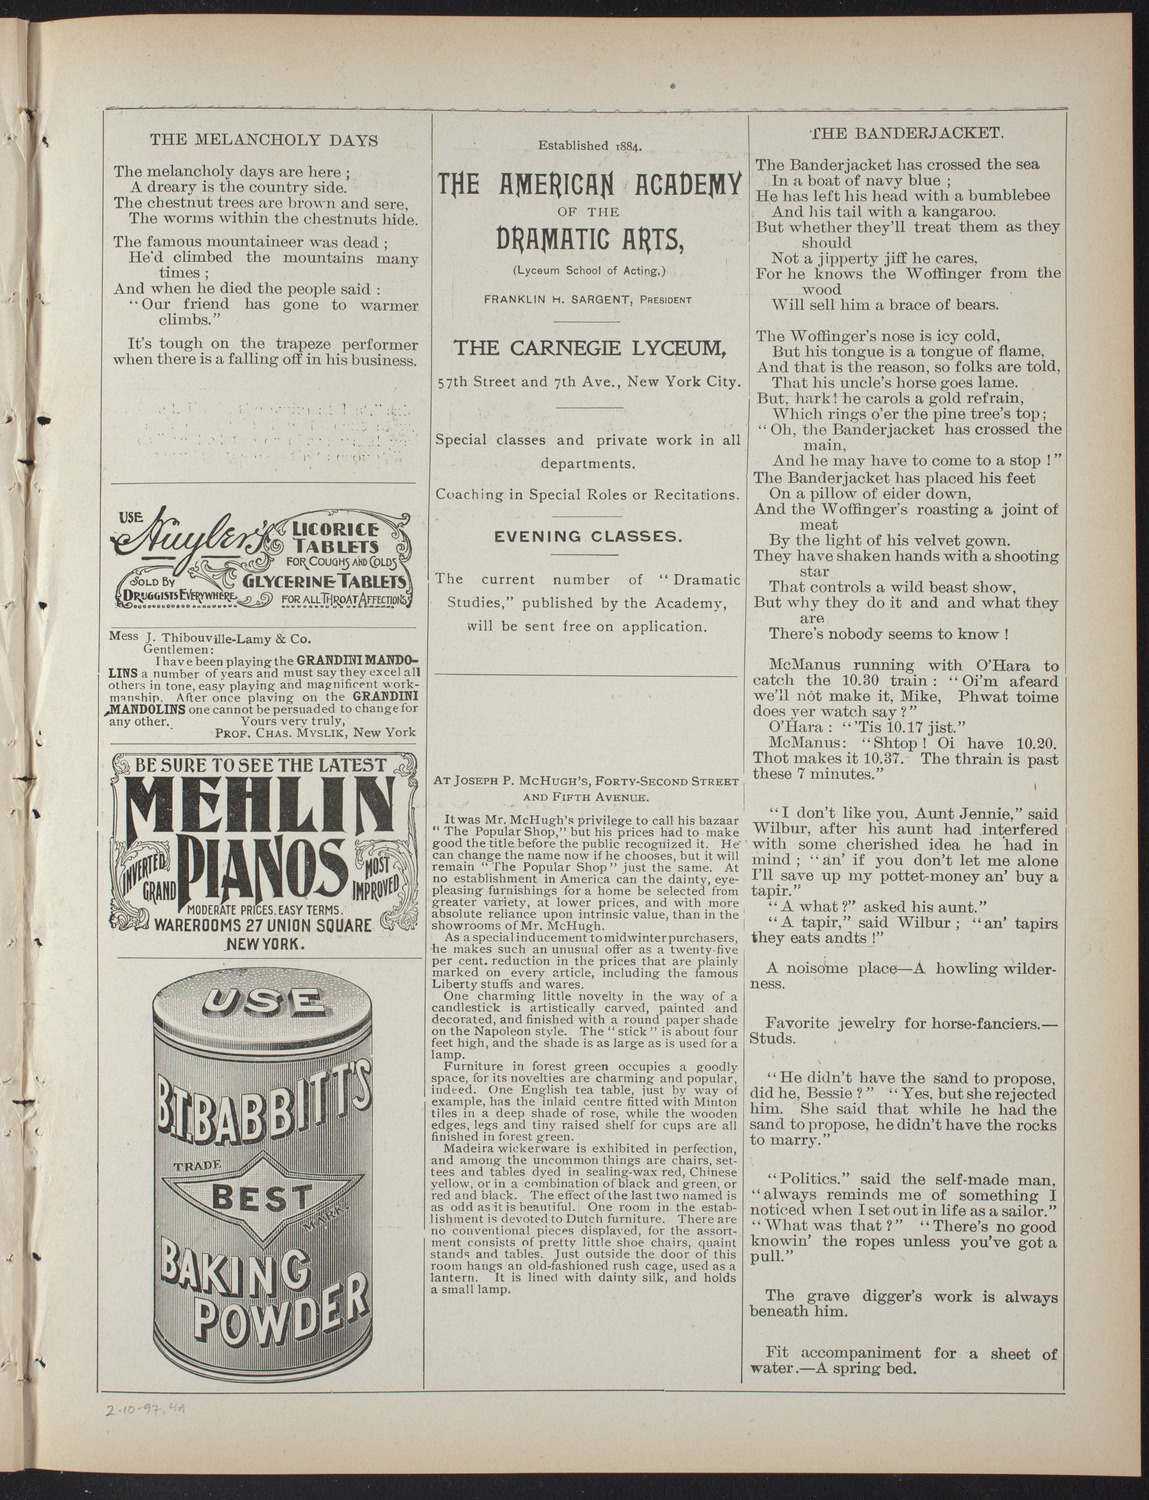 THE MELANCHOLY DAYS
The melancholy days are here ;
A dreary is the country side.
The chestnut trees are brown and sere,
The worms within the chestnuts hide.
The famous mountaineer was dead ;
He'd climbed the mountains many
times ;
And when he died the people said :
"Our friend has gone to warmer
climbs."
It's tough on the trapeze performer
when there is a falling off in his business.
USE
Huyler's
LICORICE
TABLETS
FOR COUGHS AND COLDS
SOLD BY
DRUGGISTS EVERYWHERE
GLYCERINE TABLETS
FOR ALL THROAT AFFECTIONS
Mess J. Thibouville-Lamy & Co.
Gentlemen:
I have been playing the GRANDINI MANDO-
LINS a number of years and must say they excel all
others in tone, easy playing and magnificent work-
manship. After once playing on the GRANDINI
MANDOLINS one cannot be persuaded to change for
any other. Yours very truly,
PROF. CHAS. MYSLIK, New York
BE SURE TO SEE THE LATEST
MEHLIN
PIANOS
INVERTED
GRAND
MOST
IMPROVED
MODERATE PRICES. EASY TERMS.
WAREROOMS 27 UNION SQUARE
NEW YORK.
USE
B.T. BABBITT'S
TRADE
BEST
MARK.
BAKING
POWDER
Established 1884.
THE AMERICAN ACADEMY
OF THE
DRAMATIC ARTS,
(Lyceum School of Acting,)
FRANKLIN H. SARGENT, PRESIDENT
THE CARNEGIE LYCEUM,
57th Street and 7th Ave., New York City.
Special classes and private work in all
departments.
Coaching in Special Roles or Recitations.
EVENING CLASSES.
The current number of "Dramatic
Studies," published by the Academy,
will be sent free on application.
AT JOSEPH P. MCHUGH'S, FORTY-SECOND STREET
AND FIFTH AVENUE.
It was Mr. McHugh's privilege to call his bazaar
"The Popular Shop," but his prices had to make
good the title before the public recognized it. He
can change the name now if he chooses, but it will
remain "The Popular Shop" just the same. At
no establishment in America can the dainty, eye-
pleasing furnishings for a home be selected from
greater variety, at lower prices, and with more
absolute reliance upon intrinsic value, than in the
showrooms of Mr. McHugh.
As a special inducement to midwinter purchasers,
he makes such an unusual offer as a twenty-five
per cent. reduction in the prices that are plainly
marked on every article, including the famous
Liberty stuffs and wares.
One charming little novelty in the way of a
candlestick is artistically carved, painted and
decorated, and finished with a round paper shade
on the Napoleon style. The "stick" is about four
feet high, and the shade is as large as is used for a
lamp.
Furniture in forest green occupies a goodly
space, for its novelties are charming and popular,
indeed. One English tea table, just by way of
example, has the inlaid centre fitted with Minton
tiles in a deep shade of rose, while the wooden
edges, legs and tiny raised shelf for cups are all
finished in forest green.
Madeira wickerware is exhibited in perfection,
and among the uncommon things are chairs, set-
tees and tables dyed in sealing-wax red, Chinese
yellow, or in a combination of black and green, or
red and black. The effect of the last two named is
as odd as it is beautiful. One room in the estab-
lishment is devoted to Dutch furniture. There are
no conventional pieces displayed, for the assort-
ment consists of pretty little shoe chairs, quaint
stands and tables. Just outside the door of this
room hangs an old-fashioned rush cage, used as a
lantern. It is lined with dainty silk, and holds
a small lamp.
THE BANDERJACKET.
The Banderjacket has crossed the sea
In a boat of navy blue ;
He has left his head with a bumblebee
And his tail with a kangaroo.
But whether they'll treat them as they
should
Not a jipperty jiff he cares,
For he knows the Woffinger from the
wood
Will sell him a brace of bears.
The Woffinger's nose is icy cold,
But his tongue is a tongue of flame,
And that is the reason, so folks are told,
That his uncle's horse goes lame.
But, hark! he carols a gold refrain,
Which rings o'er the pine tree's top;
"Oh, the Banderjacket has crossed the
main,
And he may have to come to a stop !"
The Banderjacket has placed his feet
On a pillow of eider down,
And the Woffinger's roasting a joint of
meat
By the light of his velvet gown.
They have shaken hands with a shooting
star
That controls a wild beast show,
But why they do it and and what they
are
There's nobody seems to know !
McManus running with O'Hara to
catch the 10.30 train : "Oi'm afeard
we'll not make it, Mike, Phwat toime
does yer watch say?"
O'Hara : "'Tis 10.17 jist."
McManus: "Shtop ! Oi have 10.20.
Thot makes it 10.37. The thrain is past
these 7 minutes."
"I don't like you, Aunt Jennie," said
Wilbur, after his aunt had interfered
with some cherished idea he had in
mind ; "an' if you don't let me alone
I'll save up my pottet-money an' buy a
tapir."
"A what?" asked his aunt."
"A tapir," said Wilbur ; "an' tapirs
they eats andts !"
A noisome place—A howling wilder-
ness.
Favorite jewelry for horse-fanciers.—
Studs.
"He didn't have the sand to propose,
did he, Bessie?" "Yes, but she rejected
him. She said that while he had the
sand to propose, he didn't have the rocks
to marry."
"Politics." said the self-made man,
"always reminds me of something I
noticed when I set out in life as a sailor."
"What was that?" "There's no good
knowin' the ropes unless you've got a
pull."
The grave digger's work is always
beneath him.
Fit accompaniment for a sheet of
water.—A spring bed.
2-10-97.49